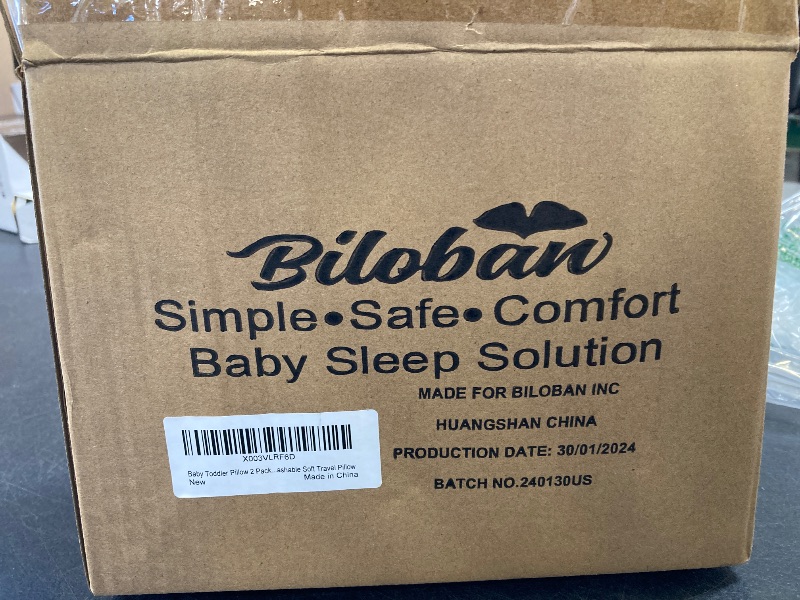 Biloban
Simple•Safe•Comfort
Baby Sleep Solution
MADE FOR BILOBAN INC
HUANGSHAN CHINA
PRODUCTION DATE: 30/01/2024
BATCH NO.240130US
X003VLRF6D
Baby Toddler Pillow 2 Pack...ashable Soft Travel Pillow
New Made in China